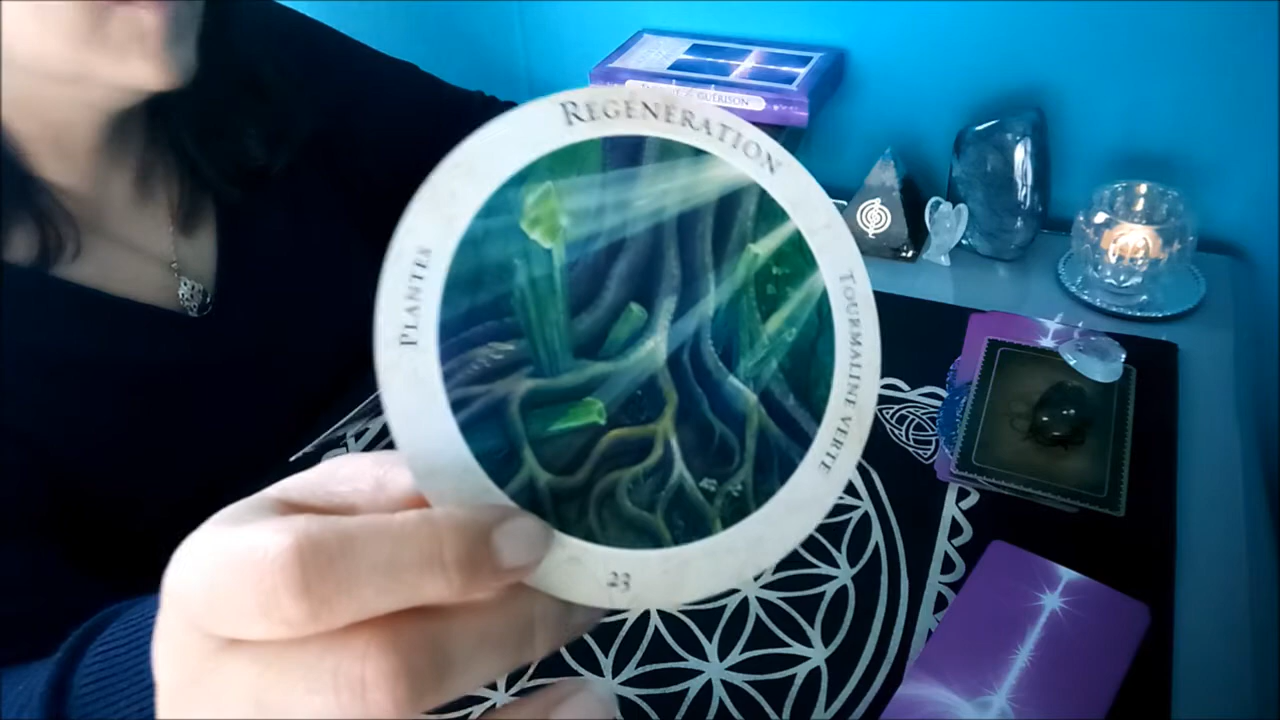 GUÉRISON
REGENERATION
PLANTES
TOURMALINE VERTE
23